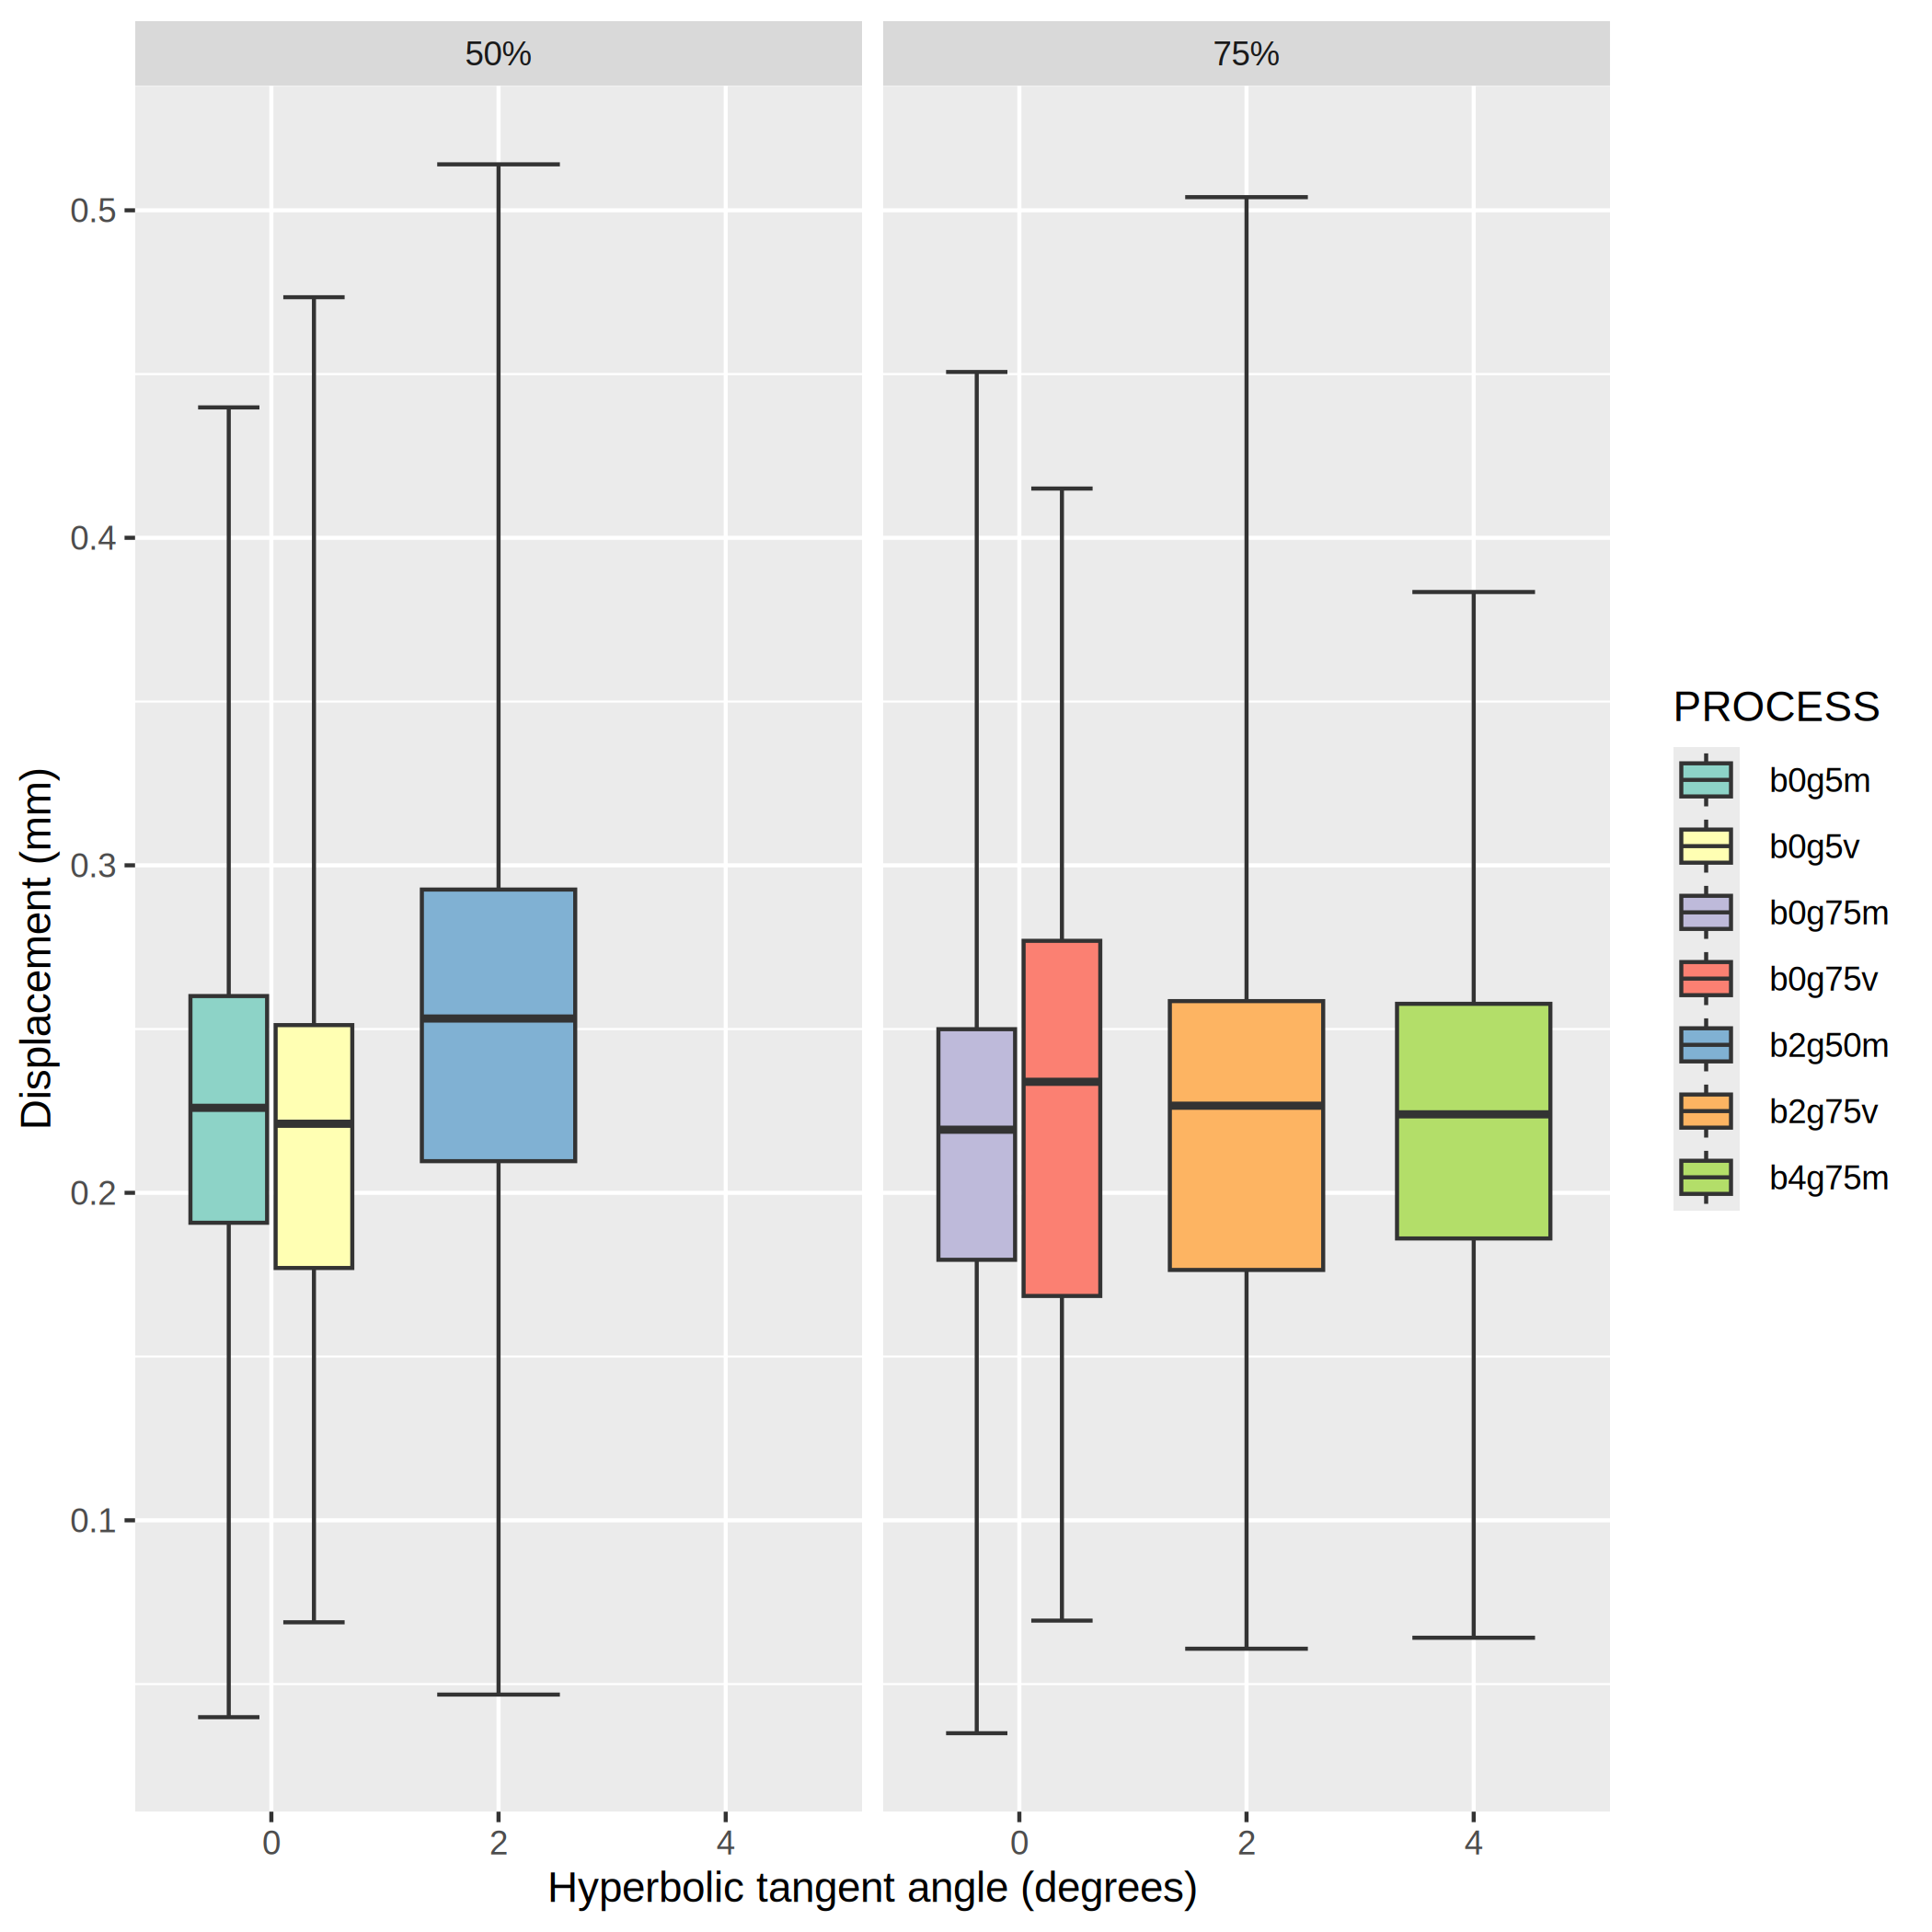 50%
75%
0.5
0.4
0.3
0.2
0.1
Displacement (mm)
0
2
4
0
2
4
Hyperbolic tangent angle (degrees)
PROCESS
b0g5m
b0g5v
b0g75m
b0g75v
b2g50m
b2g75v
b4g75m